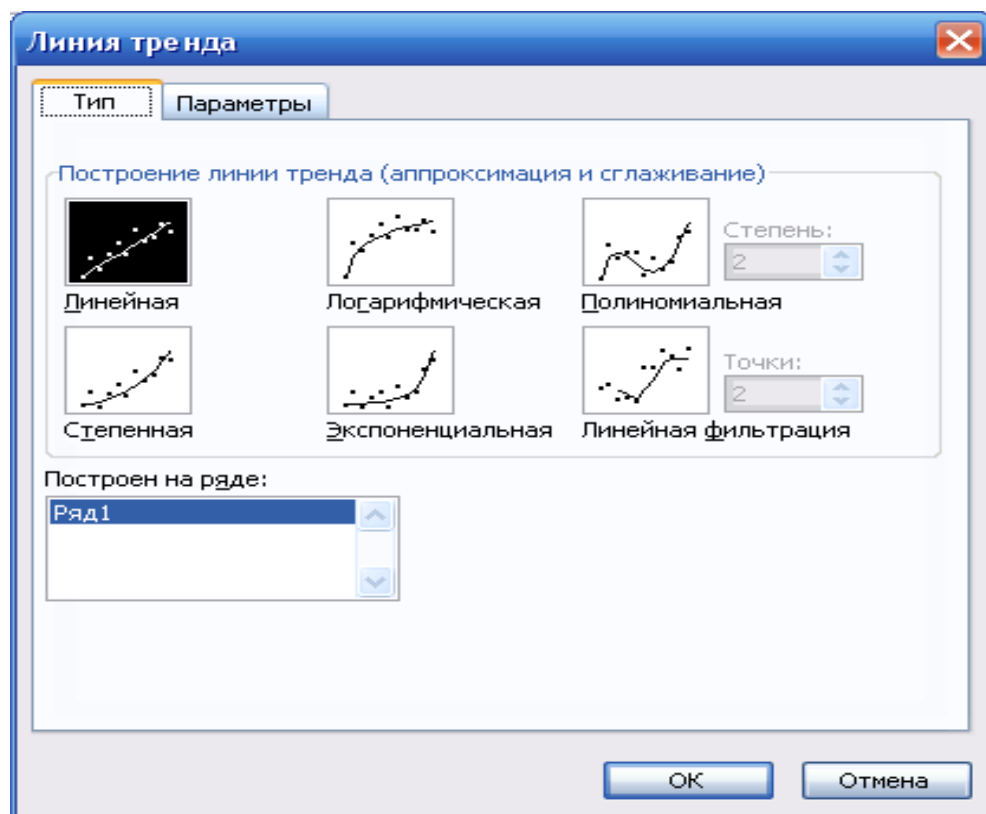 Линия тренда
Тип Параметры
Построение линии тренда (аппроксимация и сглаживание)
Степень:
2
Линейная Логарифмическая Полиномиальная
Точки:
2
Степенная Экспоненциальная Линейная фильтрация
Построен на ряде:
Ряд1
ОК Отмена